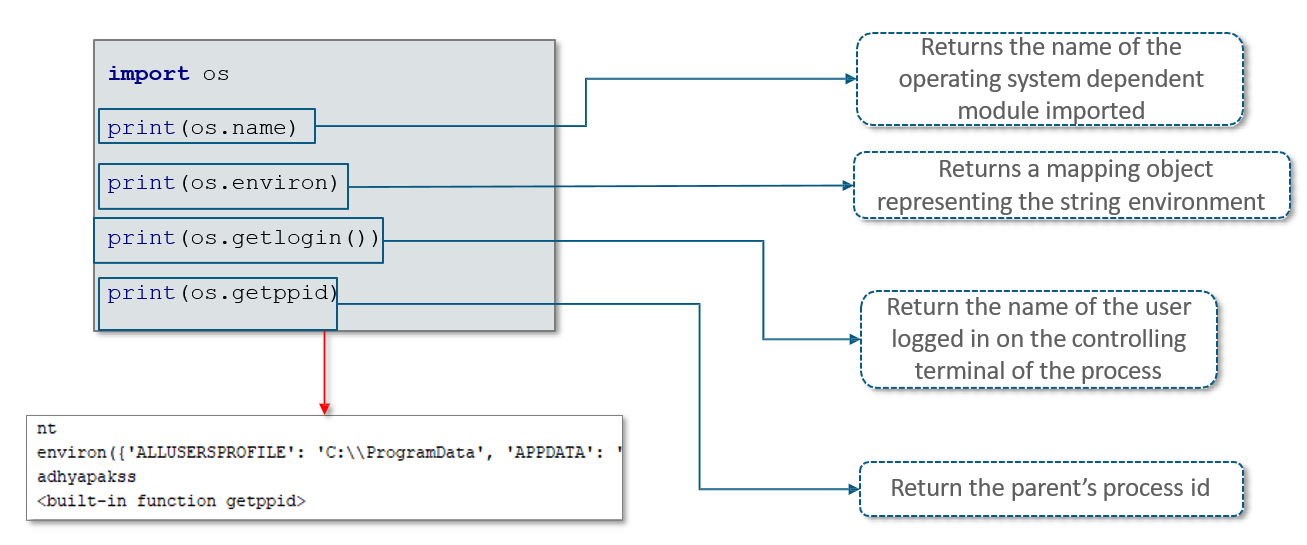 import os
print(os.name)
print(os.environ)
print(os.getlogin())
print(os.getppid)
Returns the name of the
operating system dependent
module imported
Returns a mapping object
representing the string environment
Return the name of the user
logged in on the controlling
terminal of the process
Return the parent’s process id
nt
environ({'ALLUSERSPROFILE': 'C:\\ProgramData', 'APPDATA': '
adhyapakss
<built-in function getppid>